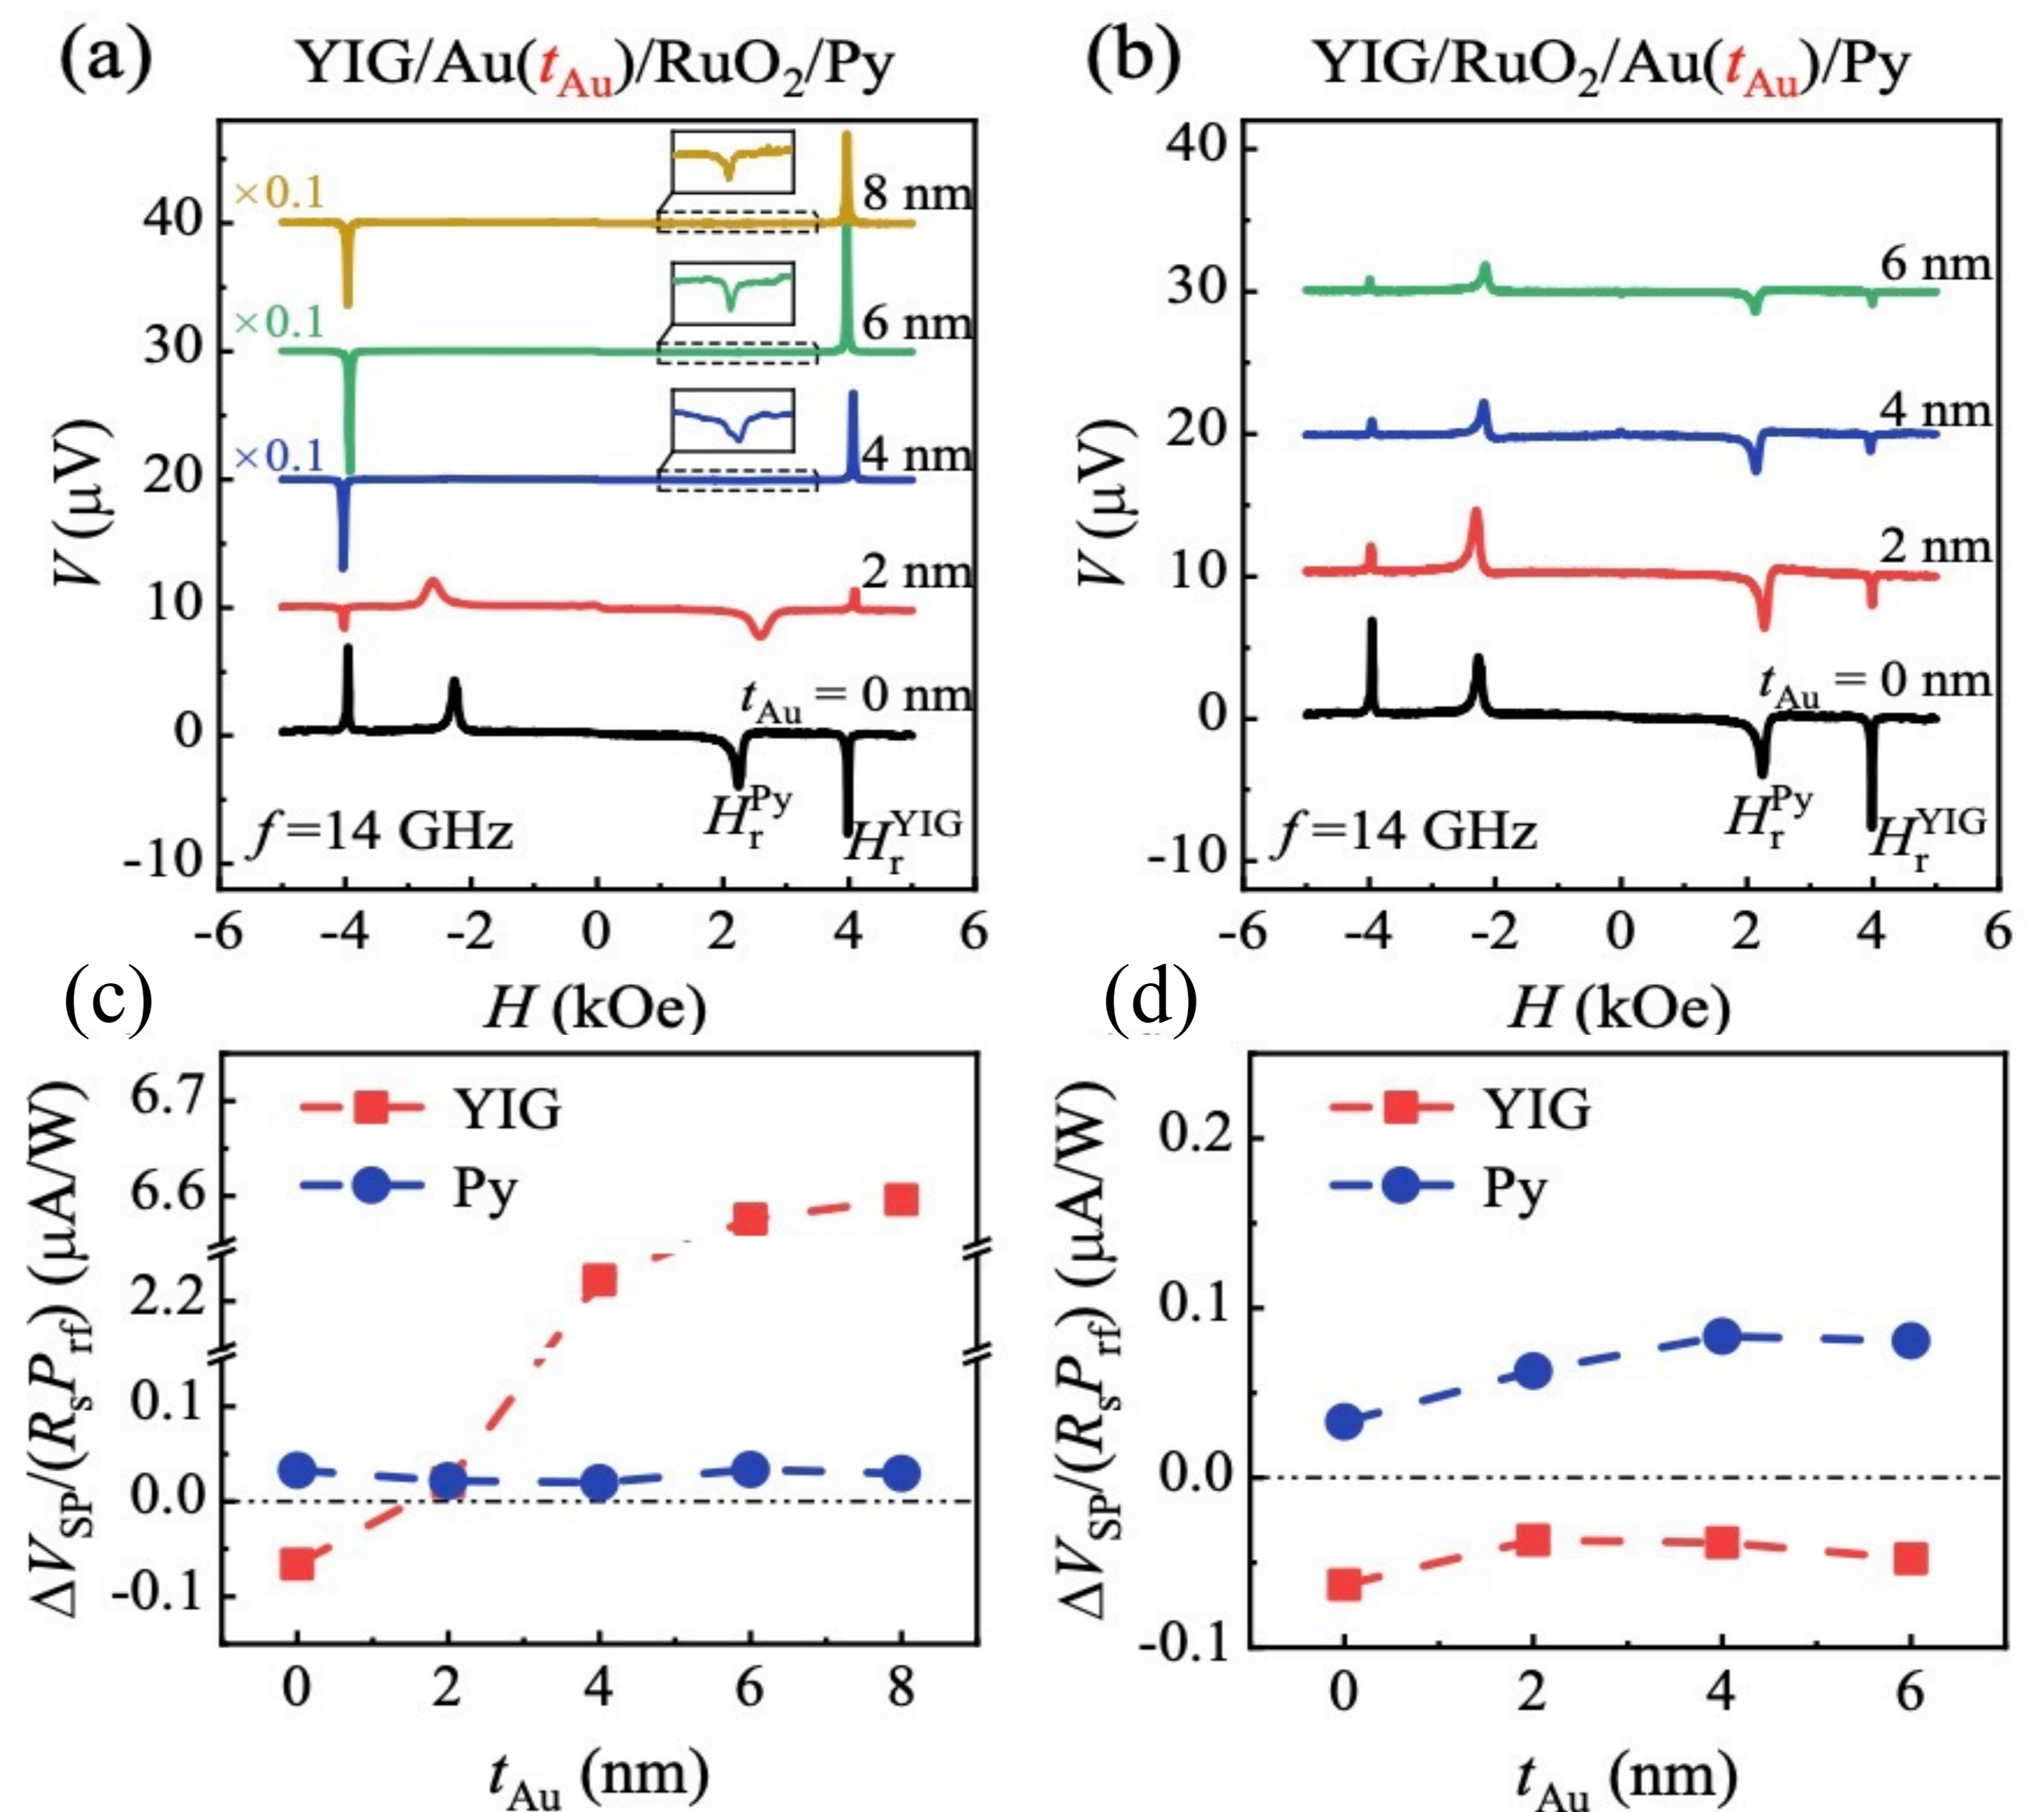 (a) YIG/Au(tAu)/RuO2/Py
×0.1 8 nm
×0.1 6 nm
×0.1 4 nm
2 nm
tAu = 0 nm
HrPy
HrYIG
f=14 GHz
40
30
20
10
0
-10
V (μV)
-6 -4 -2 0 2 4 6
H (kOe)
(b) YIG/RuO2/Au(tAu)/Py
6 nm
4 nm
2 nm
tAu = 0 nm
HrPy
HrYIG
f=14 GHz
40
30
20
10
0
-10
V (μV)
-6 -4 -2 0 2 4 6
H (kOe)
(c)
YIG
Py
6.7
6.6
2.2
0.1
0.0
-0.1
ΔVSP/(RsPrf) (μA/W)
0 2 4 6 8
tAu (nm)
(d)
YIG
Py
0.2
0.1
0.0
-0.1
ΔVSP/(RsPrf) (μA/W)
0 2 4 6
tAu (nm)